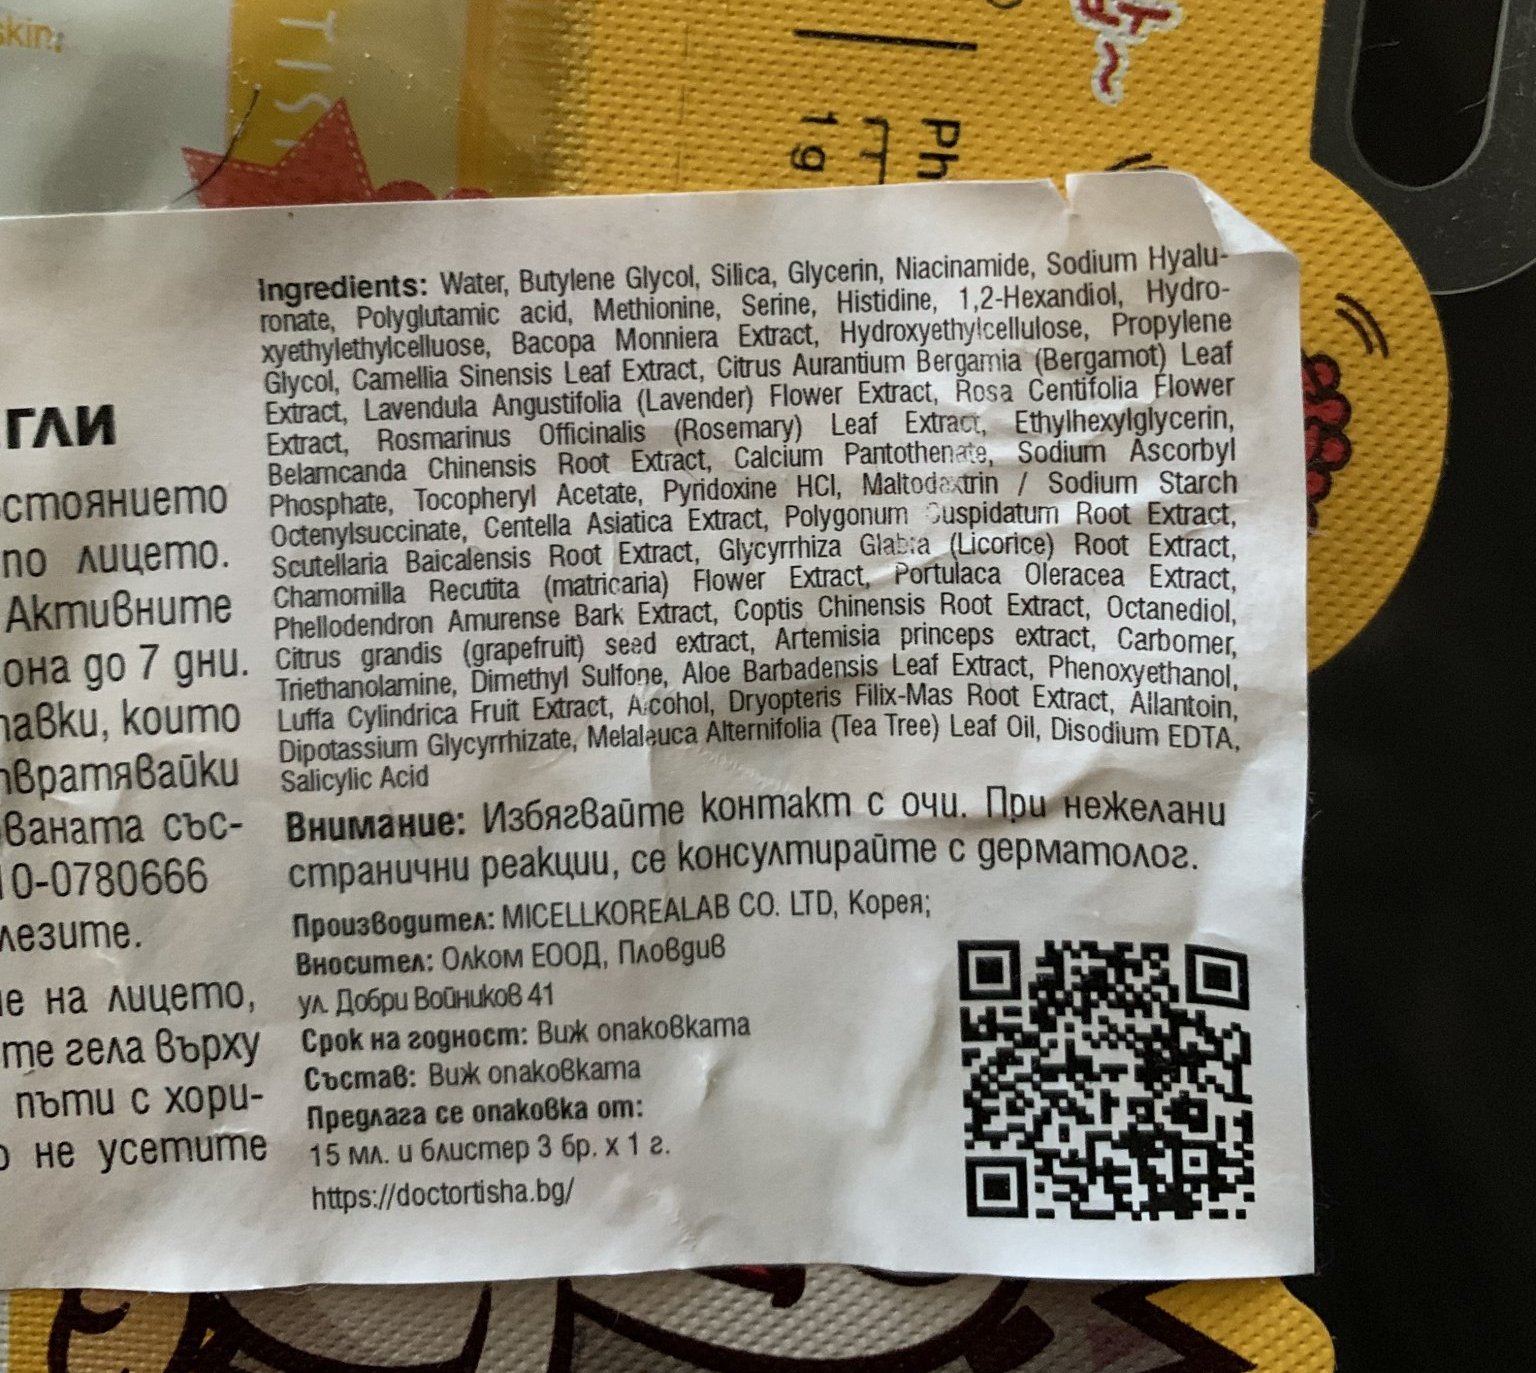 skin.
TIS
Ph
1g
Ingredients: Water, Butylene Glycol, Silica, Glycerin, Niacinamide, Sodium Hyalu-
ronate, Polyglutamic acid, Methionine, Serine, Histidine, 1,2-Hexandiol, Hydro-
xyethylethylcelluose, Bacopa Monniera Extract, Hydroxyethylcellulose, Propylene
Glycol, Camellia Sinensis Leaf Extract, Citrus Aurantium Bergamia (Bergamot) Leaf
Extract, Lavendula Angustifolia (Lavender) Flower Extract, Rosa Centifolia Flower
Extract, Rosmarinus Officinalis (Rosemary) Leaf Extract, Ethylhexylglycerin,
Belamcanda Chinensis Root Extract, Calcium Pantothenate, Sodium Ascorbyl
Phosphate, Tocopheryl Acetate, Pyridoxine HCl, Maltodaxtrin / Sodium Starch
Octenylsuccinate, Centella Asiatica Extract, Polygonum Cuspidatum Root Extract,
Scutellaria Baicalensis Root Extract, Glycyrrhiza Glabra (Licorice) Root Extract,
Chamomilla Recutita (matricaria) Flower Extract, Portulaca Oleracea Extract,
Phellodendron Amurense Bark Extract, Coptis Chinensis Root Extract, Octanediol,
Citrus grandis (grapefruit) seed extract, Artemisia princeps extract, Carbomer,
Triethanolamine, Dimethyl Sulfone, Aloe Barbadensis Leaf Extract, Phenoxyethanol,
Luffa Cylindrica Fruit Extract, Alcohol, Dryopteris Filix-Mas Root Extract, Allantoin,
Dipotassium Glycyrrhizate, Melaleuca Alternifolia (Tea Tree) Leaf Oil, Disodium EDTA,
Salicylic Acid
Внимание: Избягвайте контакт с очи. При нежелани
странични реакции, се консултирайте с дерматолог.
Производител: MICELLKOREALAB CO. LTD, Корея;
Вносител: Олком ЕООД, Пловдив
ул. Добри Войников 41
Срок на годност: Виж опаковката
Състав: Виж опаковката
Предлага се опаковка от:
15 мл. и блистер 3 бр. x 1 г.
https://doctortisha.bg/
ГЛИ
стоянието
по лицето.
Активните
она до 7 дни.
тавки, които
твратявайки
ваната със-
10-0780666
лезите.
е на лицето,
те гела върху
пъти с хори-
о не усетите